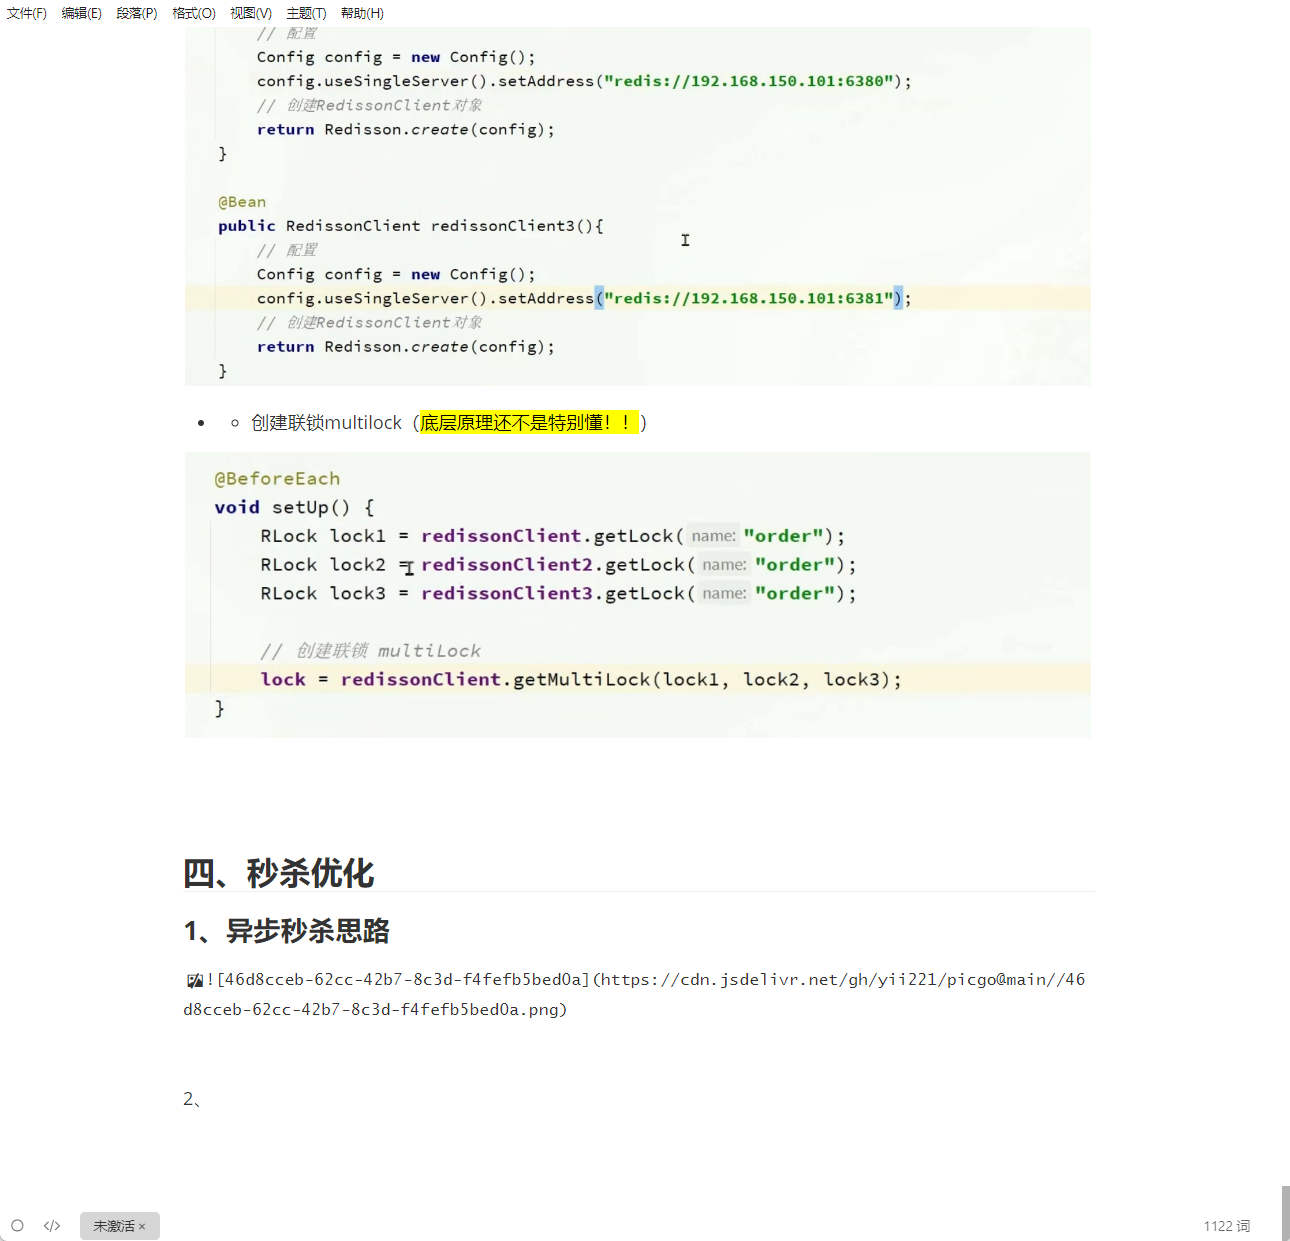 文件(F) 编辑(E) 段落(P) 格式(O) 视图(V) 主题(T) 帮助(H)
// 配置
Config config = new Config();
config.useSingleServer().setAddress("redis://192.168.150.101:6380");
// 创建RedissonClient对象
return Redisson.create(config);
}
@Bean
public RedissonClient redissonClient3(){
// 配置
Config config = new Config();
config.useSingleServer().setAddress("redis://192.168.150.101:6381");
// 创建RedissonClient对象
return Redisson.create(config);
}
创建联锁multilock（底层原理还不是特别懂！！）
@BeforeEach
void setUp() {
RLock lock1 = redissonClient.getLock( name: "order");
RLock lock2 = redissonClient2.getLock( name: "order");
RLock lock3 = redissonClient3.getLock( name: "order");
// 创建联锁 multiLock
lock = redissonClient.getMultiLock(lock1, lock2, lock3);
}
四、秒杀优化
1、异步秒杀思路
![46d8cceb-62cc-42b7-8c3d-f4fefb5bed0a](https://cdn.jsdelivr.net/gh/yii221/picgo@main//46
d8cceb-62cc-42b7-8c3d-f4fefb5bed0a.png)
2、
</> 未激活 × 1122 词